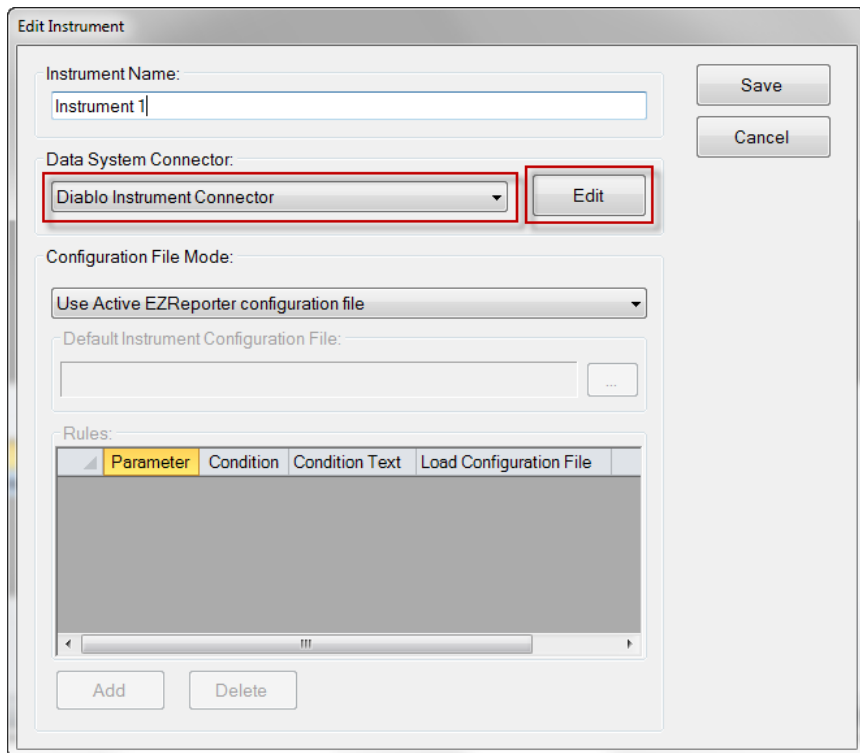 Edit Instrument
Instrument Name:
Instrument 1
Save
Cancel
Data System Connector:
Diablo Instrument Connector
Edit
Configuration File Mode:
Use Active EZReporter configuration file
Default Instrument Configuration File:
...
Rules:
Parameter Condition Condition Text Load Configuration File
Add Delete